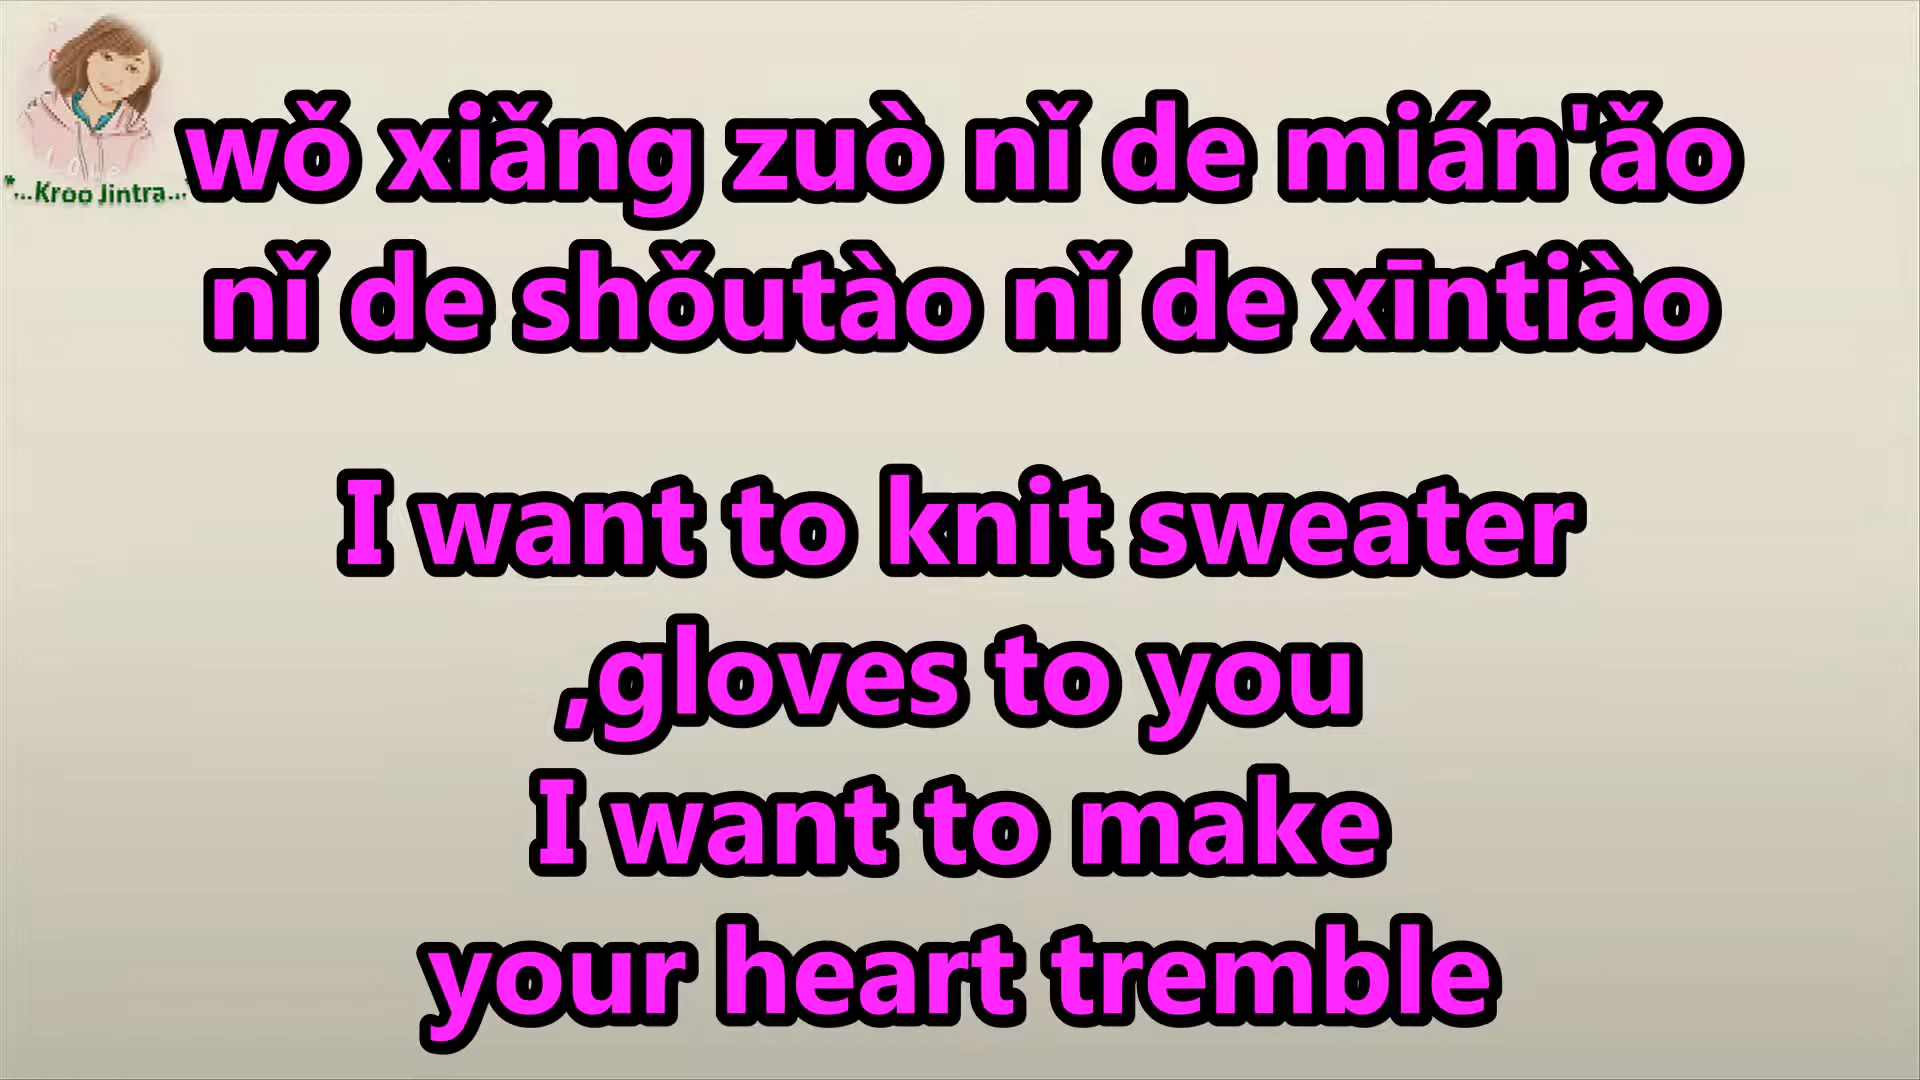 wǒ xiǎng zuò nǐ de mián'ǎo
nǐ de shǒutào nǐ de xīntiào
I want to knit sweater
,gloves to you
I want to make
your heart tremble
*...Kroo Jintra...*